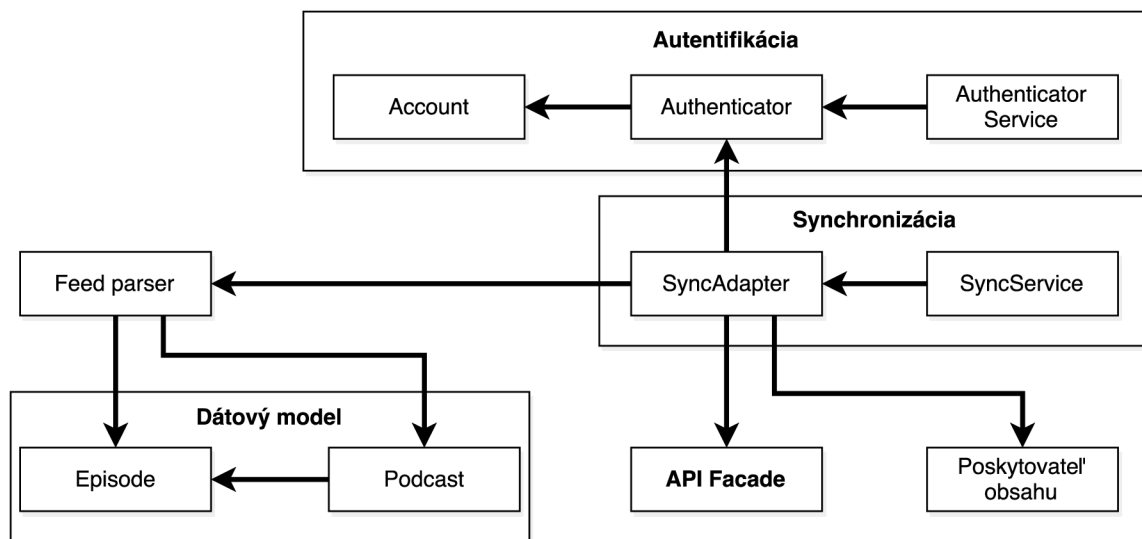 Autentifikácia
Account
Authenticator
Authenticator
Service
Synchronizácia
Feed parser
SyncAdapter
SyncService
Dátový model
Episode
Podcast
API Facade
Poskytovateľ
obsahu